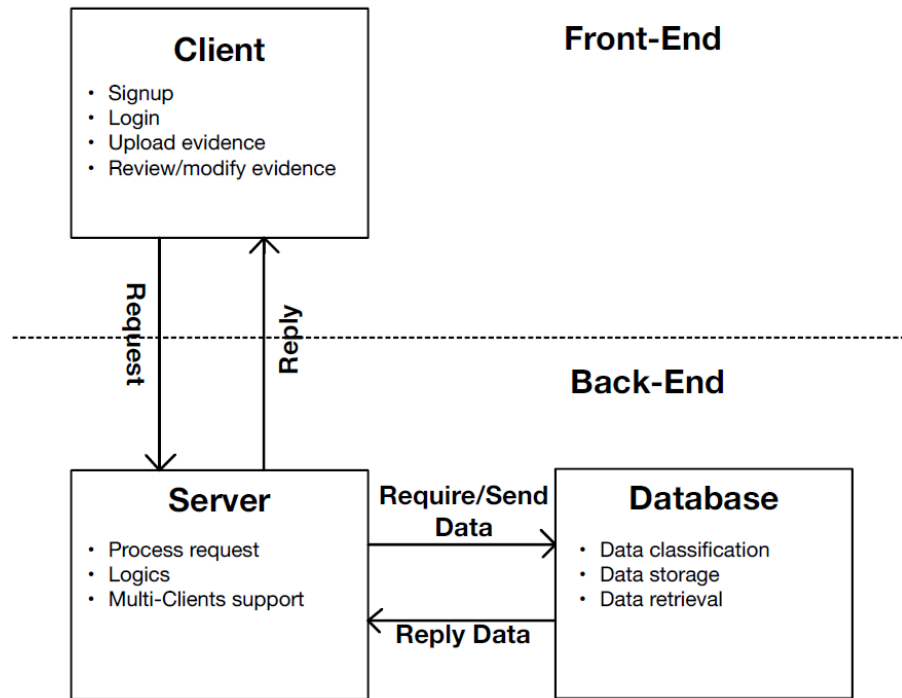 Client
• Signup
• Login
• Upload evidence
• Review/modify evidence
Front-End
Request
Reply
Back-End
Server
• Process request
• Logics
• Multi-Clients support
Require/Send
Data
Reply Data
Database
• Data classification
• Data storage
• Data retrieval